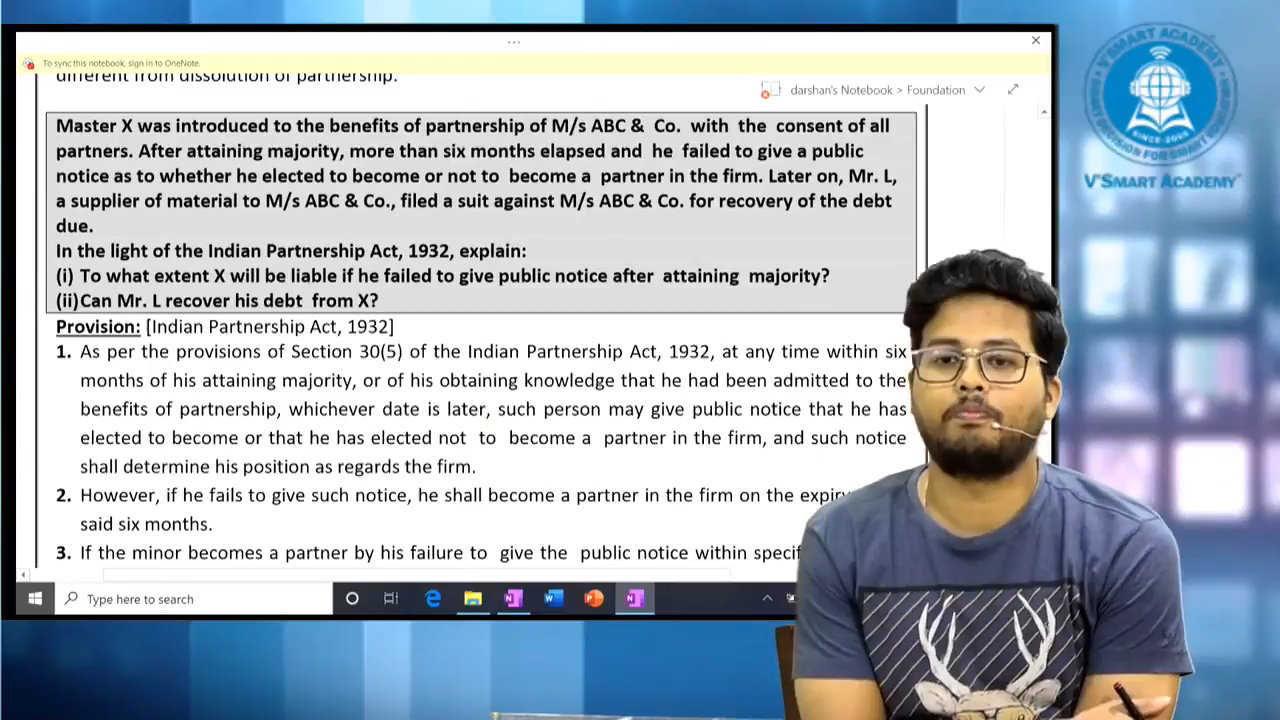 To sync this notebook, sign in to OneNote.
different from dissolution of partnership.
darshan's Notebook > Foundation
Master X was introduced to the benefits of partnership of M/s ABC & Co. with the consent of all
partners. After attaining majority, more than six months elapsed and he failed to give a public
notice as to whether he elected to become or not to become a partner in the firm. Later on, Mr. L,
a supplier of material to M/s ABC & Co., filed a suit against M/s ABC & Co. for recovery of the debt
due.
In the light of the Indian Partnership Act, 1932, explain:
(i) To what extent X will be liable if he failed to give public notice after attaining majority?
(ii)Can Mr. L recover his debt from X?
Provision: [Indian Partnership Act, 1932]
1. As per the provisions of Section 30(5) of the Indian Partnership Act, 1932, at any time within six
months of his attaining majority, or of his obtaining knowledge that he had been admitted to the
benefits of partnership, whichever date is later, such person may give public notice that he has
elected to become or that he has elected not to become a partner in the firm, and such notice
shall determine his position as regards the firm.
2. However, if he fails to give such notice, he shall become a partner in the firm on the
said six months.
3. If the minor becomes a partner by his failure to give the public notice within
Type here to search
V'SMART ACADEMY
SINCE-2005
V'SMART ACADEMY